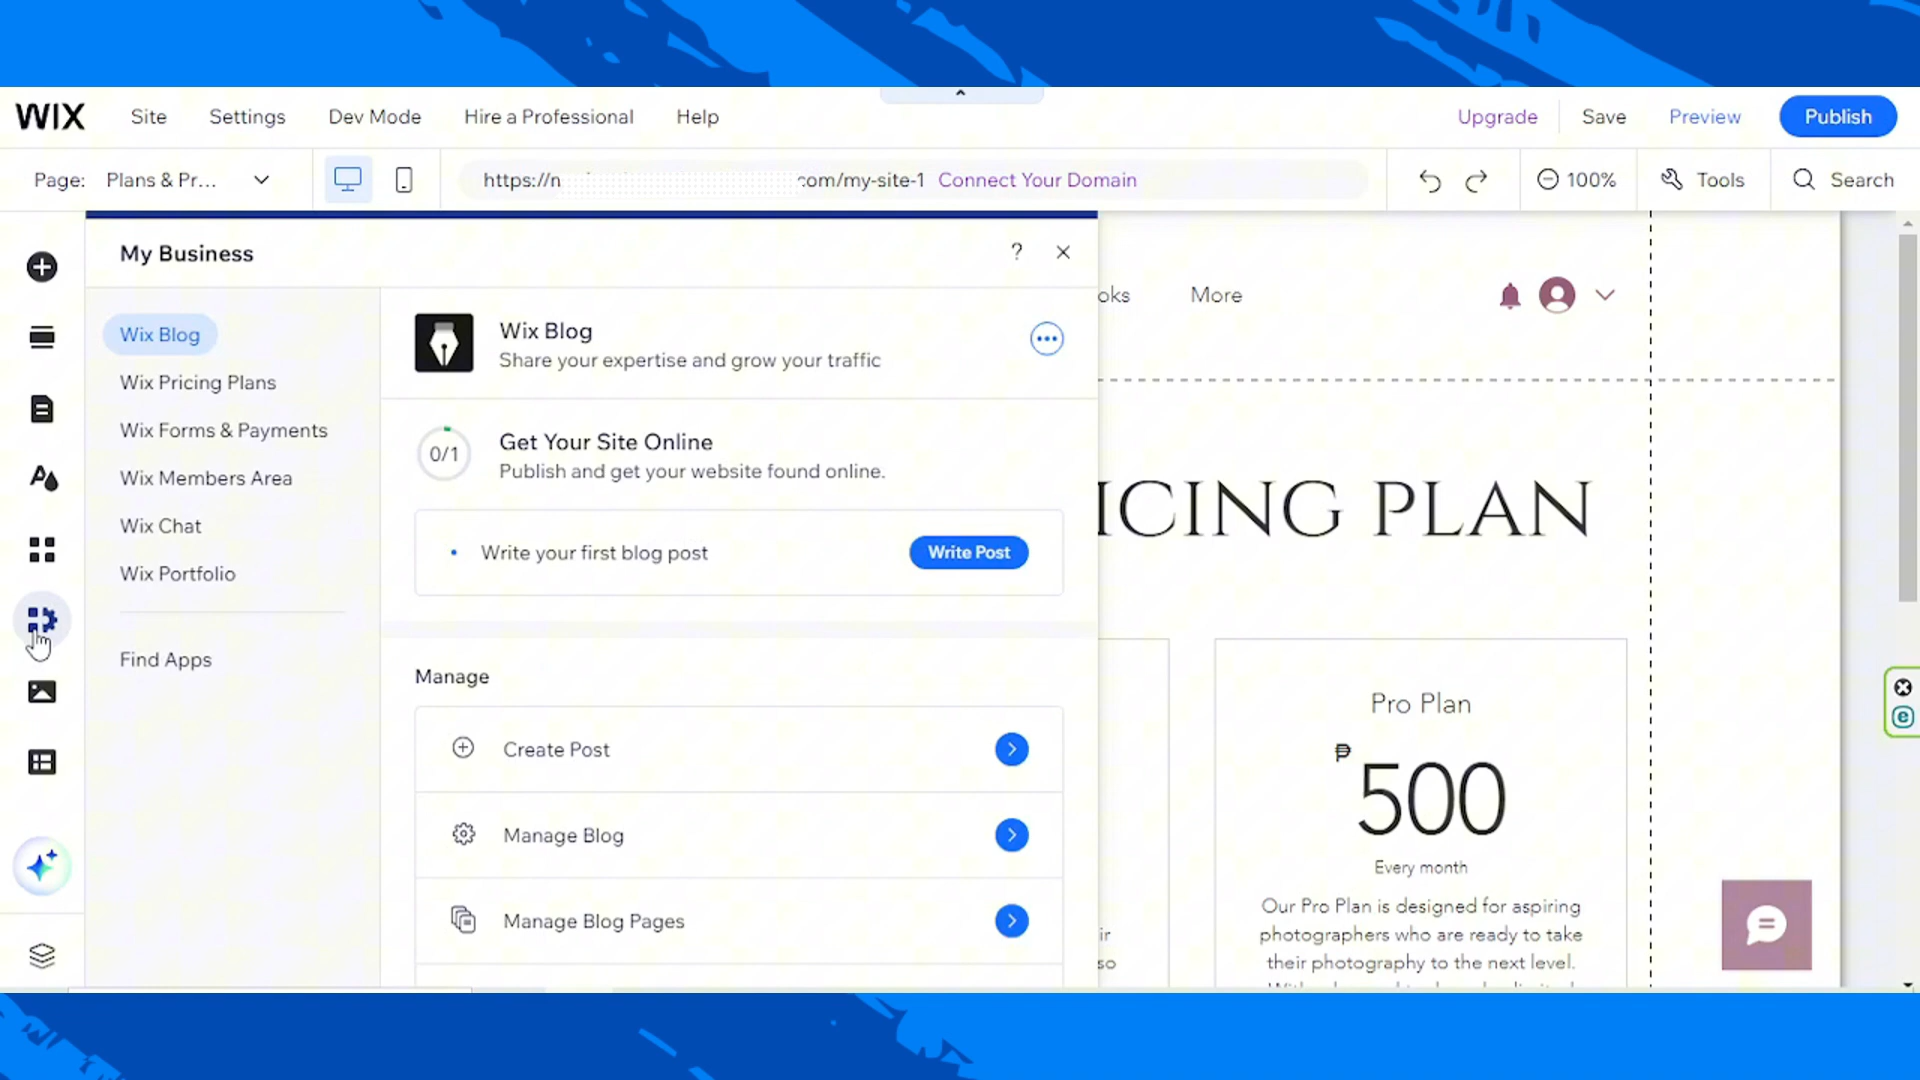 WIX Site Settings Dev Mode Hire a Professional Help Upgrade Save Preview Publish
Page: Plans & Pr... https://n com/my-site-1 Connect Your Domain 100% Tools Search
My Business ?
Wix Blog
Wix Pricing Plans
Wix Forms & Payments
Wix Members Area
Wix Chat
Wix Portfolio
Find Apps
Wix Blog
Share your expertise and grow your traffic
0/1
Get Your Site Online
Publish and get your website found online.
Write your first blog post Write Post
Manage
Create Post
Manage Blog
Manage Blog Pages
oks More
ICING PLAN
Pro Plan
₱
500
Every month
Our Pro Plan is designed for aspiring
photographers who are ready to take
their photography to the next level.
ir
so